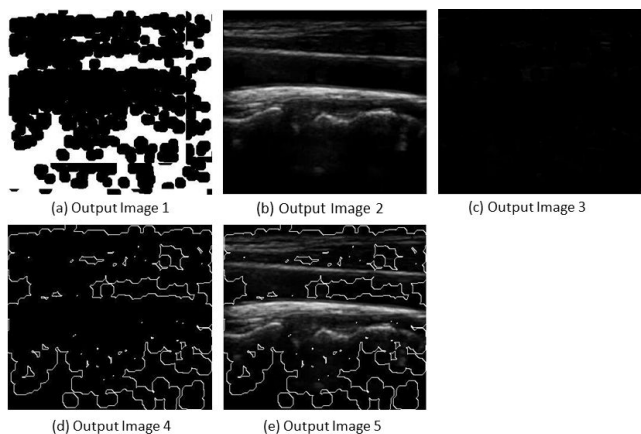 (a) Output Image 1
(b) Output Image 2
(c) Output Image 3
(d) Output Image 4
(e) Output Image 5